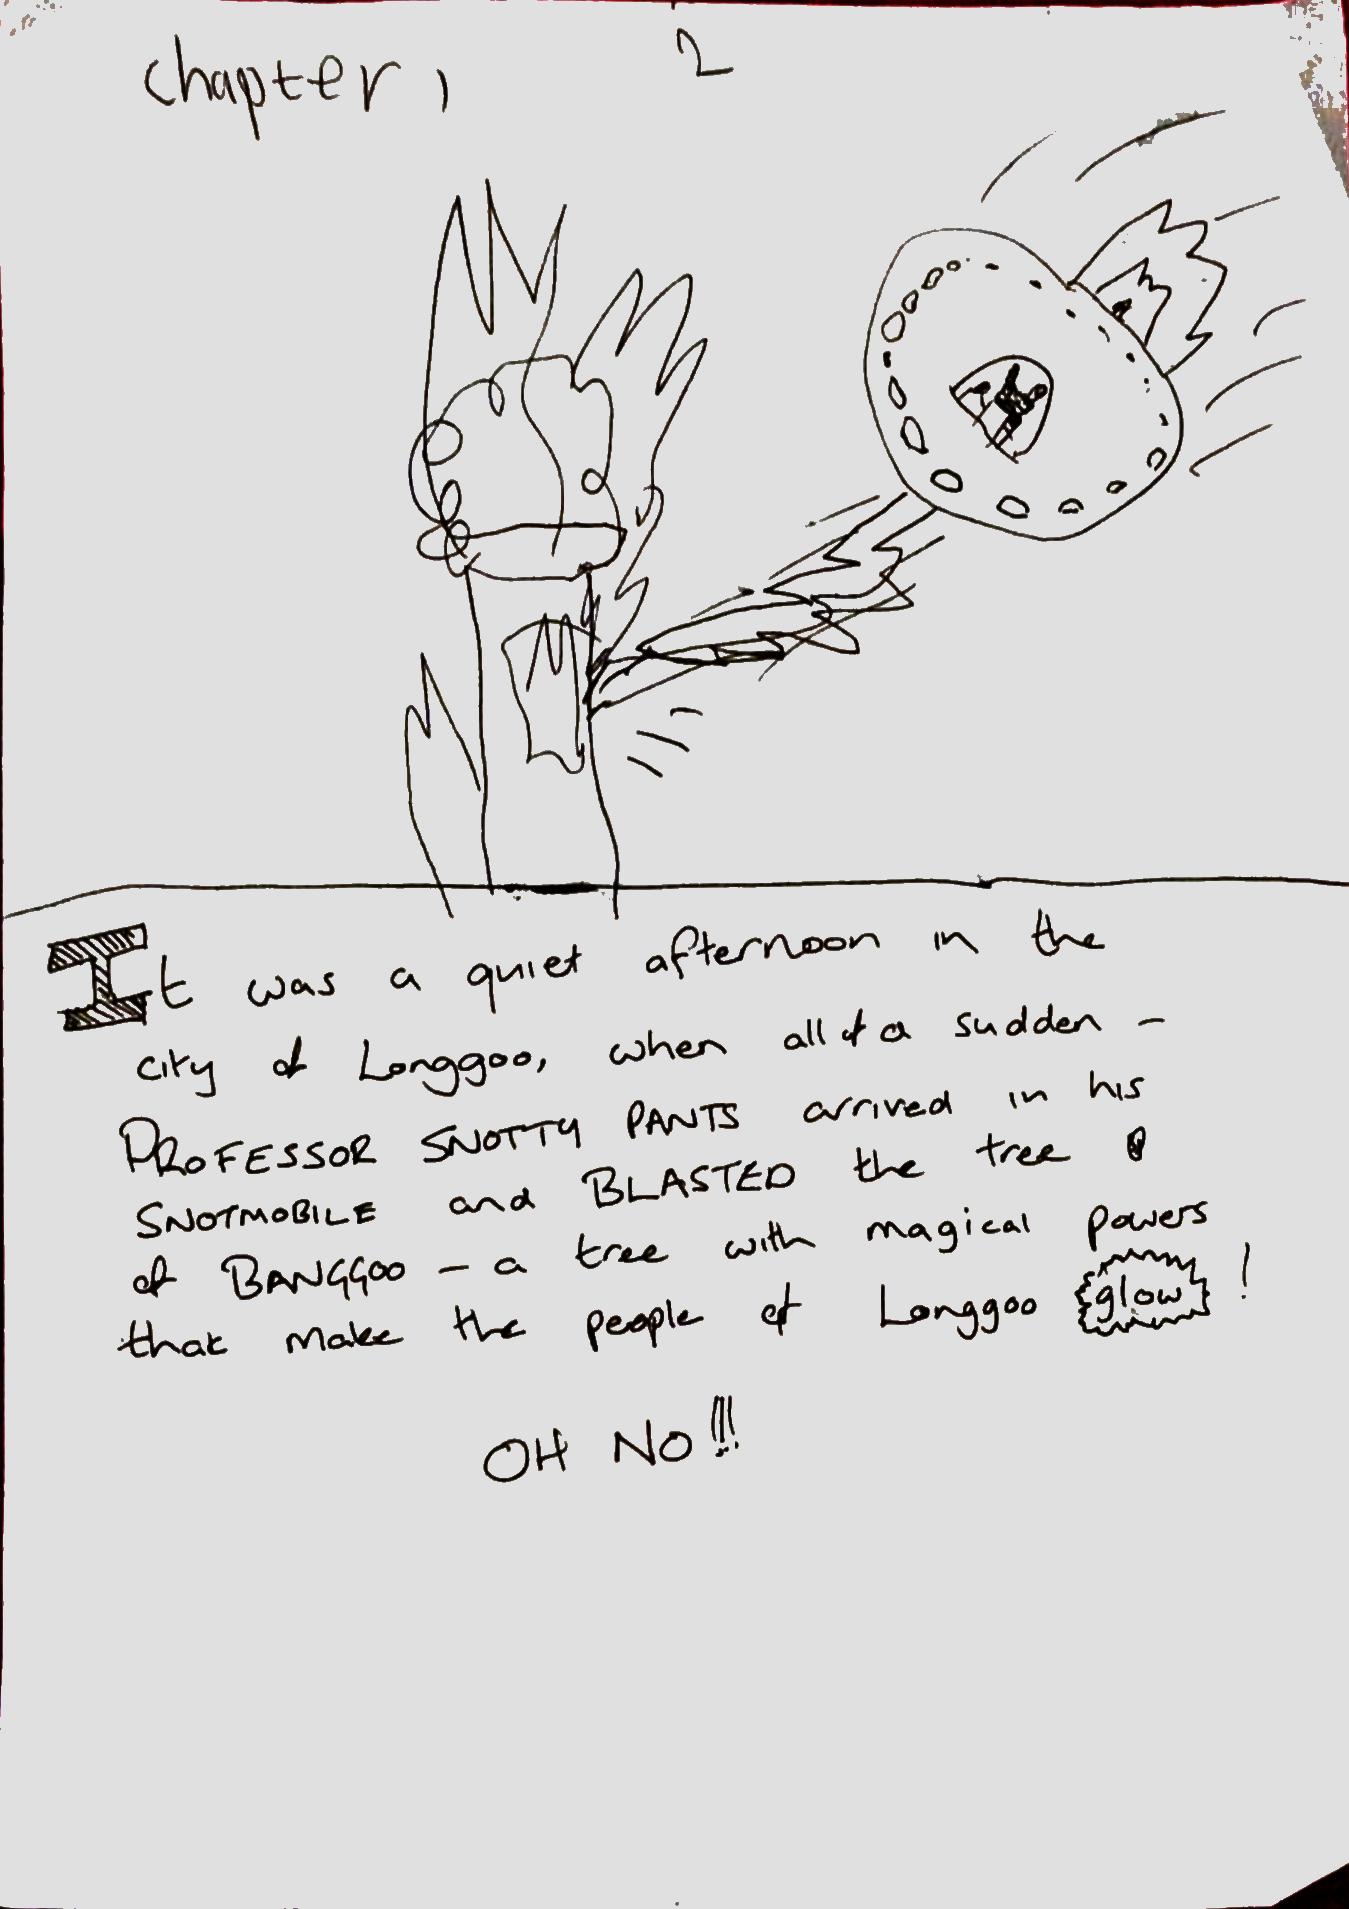 chapter 1
2
It was a quiet afternoon in the
city of Longgoo, when all of a sudden -
PROFESSOR SNOTTY PANTS arrived in his
SNOTMOBILE and BLASTED the tree
of BANGGOO - a tree with magical powers
that make the people of Longgoo glow!
OH NO!!!